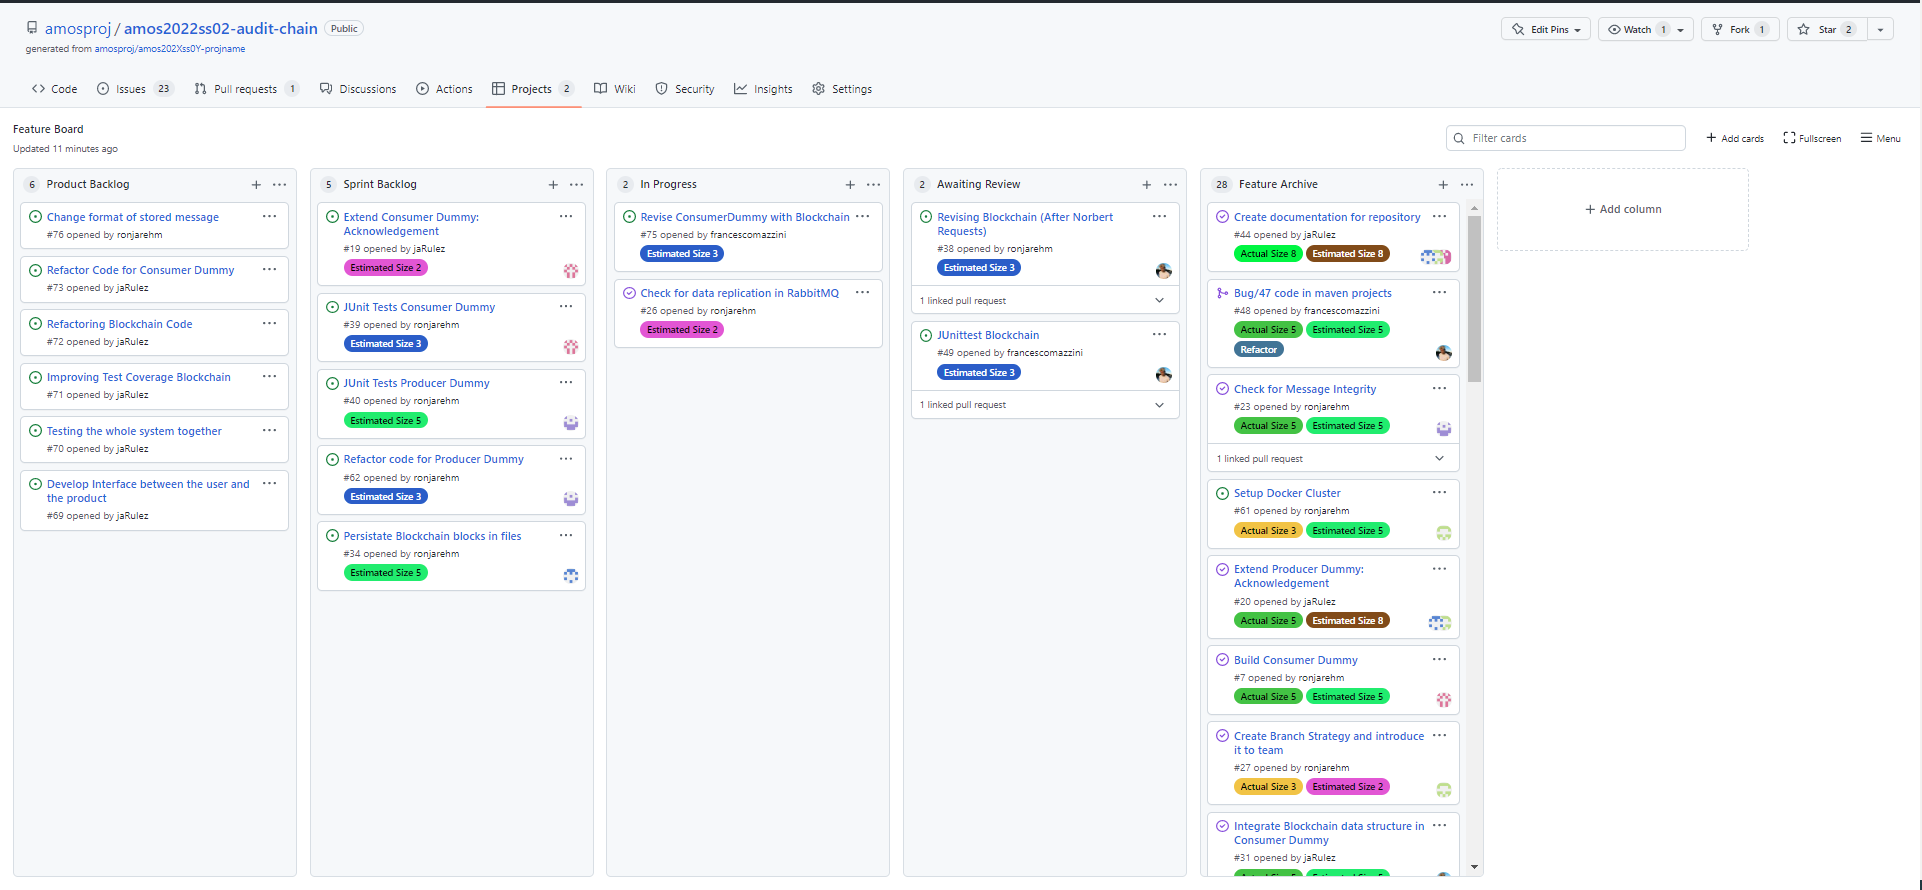 amosproj / amos2022ss02-audit-chain Public
generated from amosproj/amos202Xss0Y-projname
Edit Pins Watch 1 Fork 1 Star 2
Code Issues 23 Pull requests 1 Discussions Actions Projects 2 Wiki Security Insights Settings
Feature Board
Updated 11 minutes ago
Filter cards
Add cards Fullscreen Menu
6 Product Backlog
Change format of stored message
#76 opened by ronjarehm
Refactor Code for Consumer Dummy
#73 opened by jaRulez
Refactoring Blockchain Code
#72 opened by jaRulez
Improving Test Coverage Blockchain
#71 opened by jaRulez
Testing the whole system together
#70 opened by jaRulez
Develop Interface between the user and
the product
#69 opened by jaRulez
5 Sprint Backlog
Extend Consumer Dummy:
Acknowledgement
#19 opened by jaRulez
Estimated Size 2
JUnit Tests Consumer Dummy
#39 opened by ronjarehm
Estimated Size 3
JUnit Tests Producer Dummy
#40 opened by ronjarehm
Estimated Size 5
Refactor code for Producer Dummy
#62 opened by ronjarehm
Estimated Size 3
Persistate Blockchain blocks in files
#34 opened by ronjarehm
Estimated Size 5
2 In Progress
Revise ConsumerDummy with Blockchain
#75 opened by francescomazzini
Estimated Size 3
Check for data replication in RabbitMQ
#26 opened by ronjarehm
Estimated Size 2
2 Awaiting Review
Revising Blockchain (After Norbert
Requests)
#38 opened by ronjarehm
Estimated Size 3
1 linked pull request
JUnittest Blockchain
#49 opened by francescomazzini
Estimated Size 3
1 linked pull request
28 Feature Archive
Create documentation for repository
#44 opened by jaRulez
Actual Size 8 Estimated Size 8
Bug/47 code in maven projects
#48 opened by francescomazzini
Actual Size 5 Estimated Size 5
Refactor
Check for Message Integrity
#23 opened by ronjarehm
Actual Size 5 Estimated Size 5
1 linked pull request
Setup Docker Cluster
#61 opened by ronjarehm
Actual Size 3 Estimated Size 5
Extend Producer Dummy:
Acknowledgement
#20 opened by jaRulez
Actual Size 5 Estimated Size 8
Build Consumer Dummy
#7 opened by ronjarehm
Actual Size 5 Estimated Size 5
Create Branch Strategy and introduce
it to team
#27 opened by ronjarehm
Actual Size 3 Estimated Size 2
Integrate Blockchain data structure in
Consumer Dummy
#31 opened by jaRulez
Add column